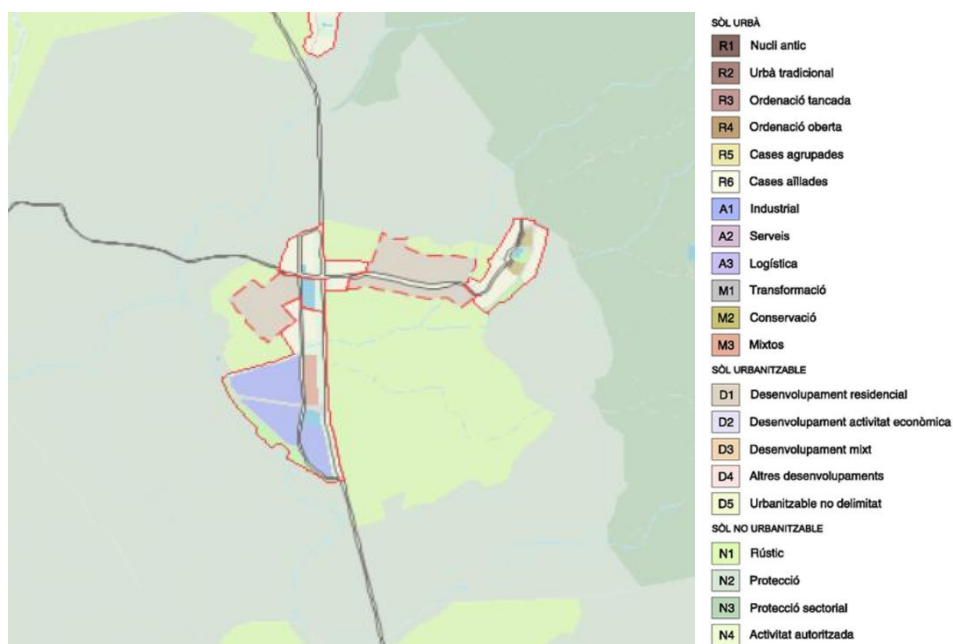 SÒL URBÀ
R1 Nucli antic
R2 Urbà tradicional
R3 Ordenació tancada
R4 Ordenació oberta
R5 Cases agrupades
R6 Cases aïllades
A1 Industrial
A2 Serveis
A3 Logística
M1 Transformació
M2 Conservació
M3 Mixtos
SÒL URBANITZABLE
D1 Desenvolupament residencial
D2 Desenvolupament activitat econòmica
D3 Desenvolupament mixt
D4 Altres desenvolupaments
D5 Urbanitzable no delimitat
SÒL NO URBANITZABLE
N1 Rústic
N2 Protecció
N3 Protecció sectorial
N4 Activitat autoritzada